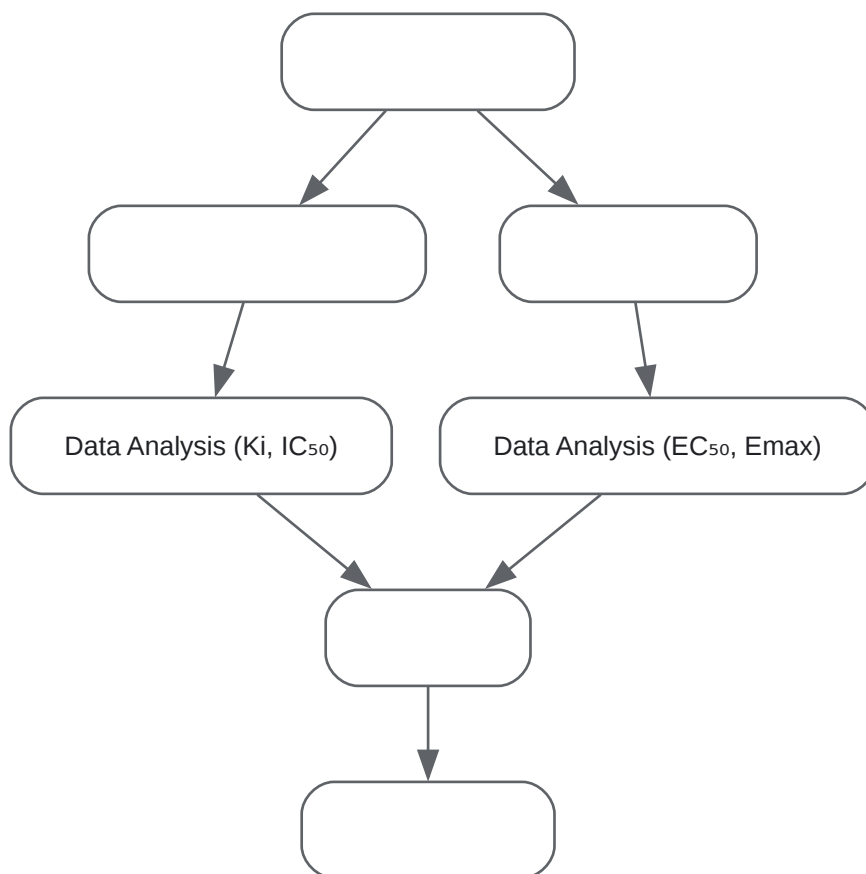 Data Analysis (Ki, IC₅₀)
Data Analysis (EC₅₀, Emax)